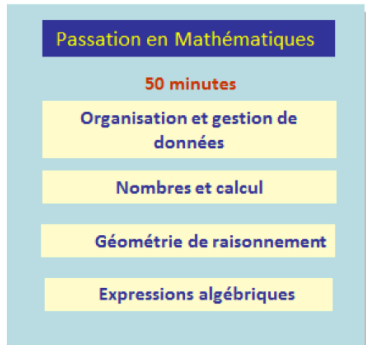 Passation en Mathématiques
50 minutes
Organisation et gestion de
données
Nombres et calcul
Géométrie de raisonnement
Expressions algébriques